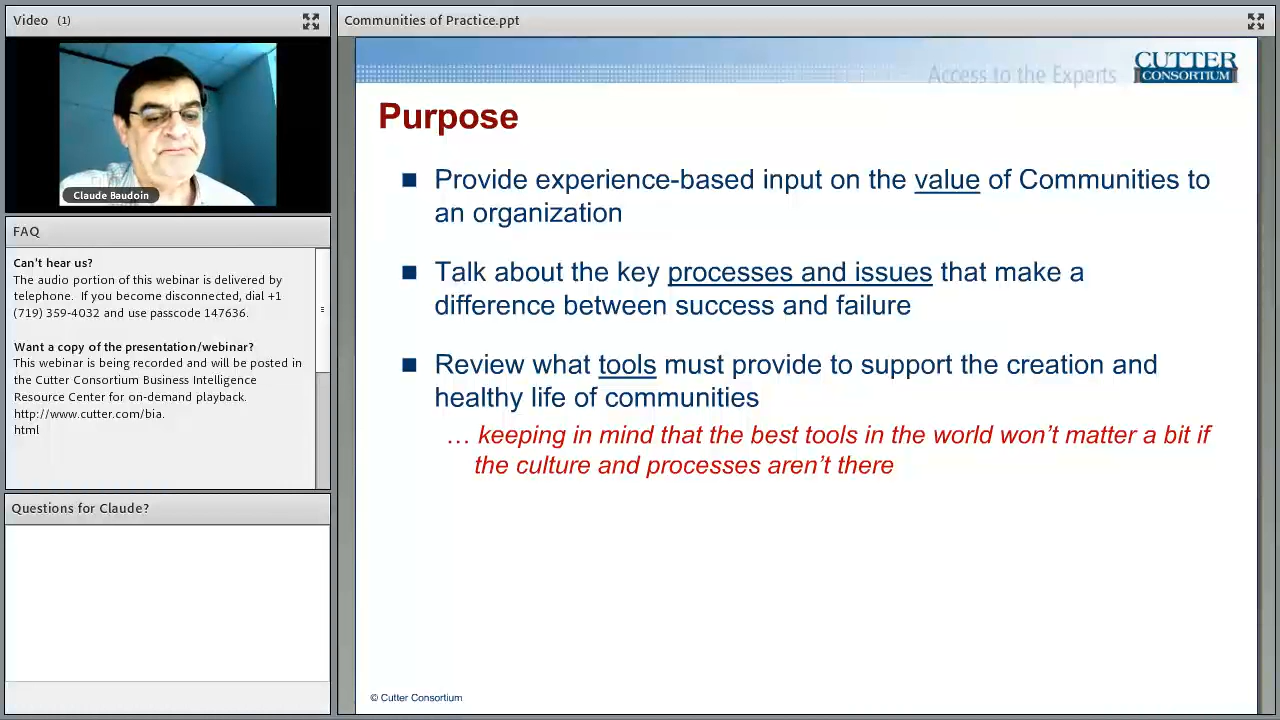 Video (1)
Claude Baudoin
FAQ
Can't hear us?
The audio portion of this webinar is delivered by
telephone. If you become disconnected, dial +1
(719) 359-4032 and use passcode 147636.
Want a copy of the presentation/webinar?
This webinar is being recorded and will be posted in
the Cutter Consortium Business Intelligence
Resource Center for on-demand playback.
http://www.cutter.com/bia.
html
Questions for Claude?
Communities of Practice.ppt
Access to the Experts
CUTTER
CONSORTIUM
Purpose
Provide experience-based input on the value of Communities to
an organization
Talk about the key processes and issues that make a
difference between success and failure
Review what tools must provide to support the creation and
healthy life of communities
… keeping in mind that the best tools in the world won't matter a bit if
the culture and processes aren't there
© Cutter Consortium